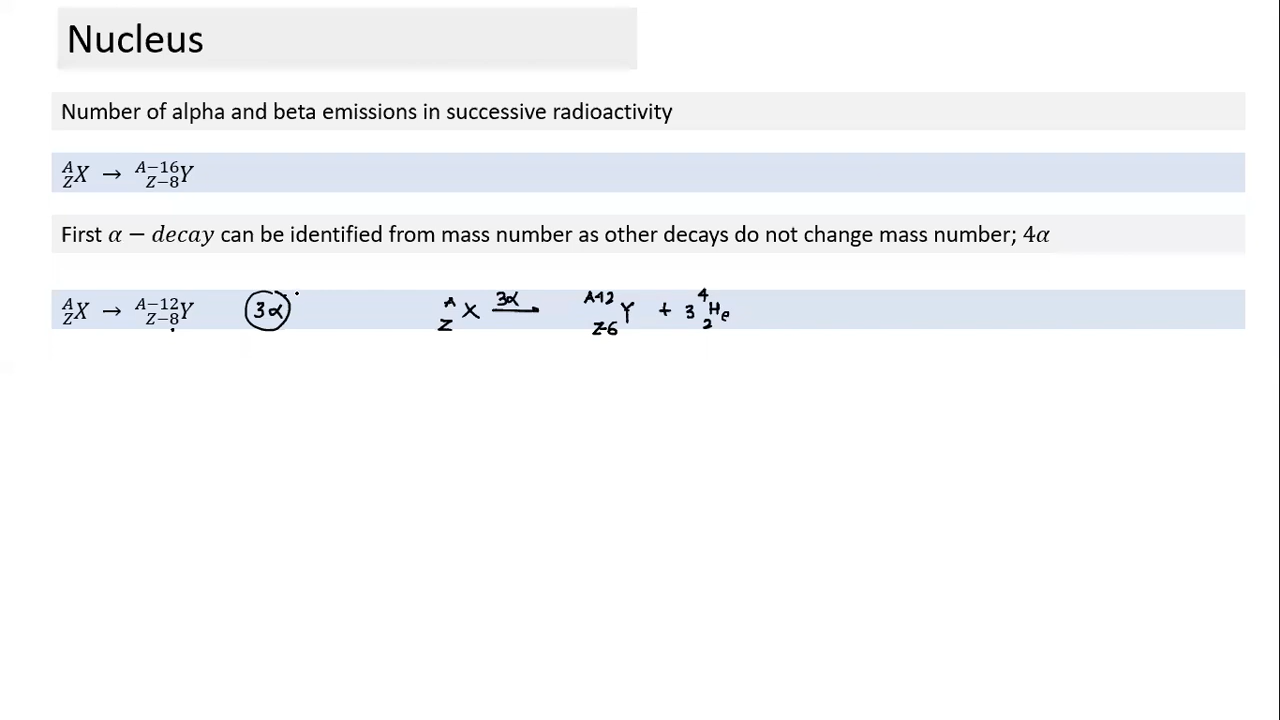 Nucleus
Number of alpha and beta emissions in successive radioactivity
^A_Z X → ^{A−16}_{Z−8} Y
First α − decay can be identified from mass number as other decays do not change mass number; 4α
^A_Z X → ^{A−12}_{Z−8} Y 3α ^A_Z X 3α→ ^{A-12}_{Z-6} Y + 3 ^4_2 He